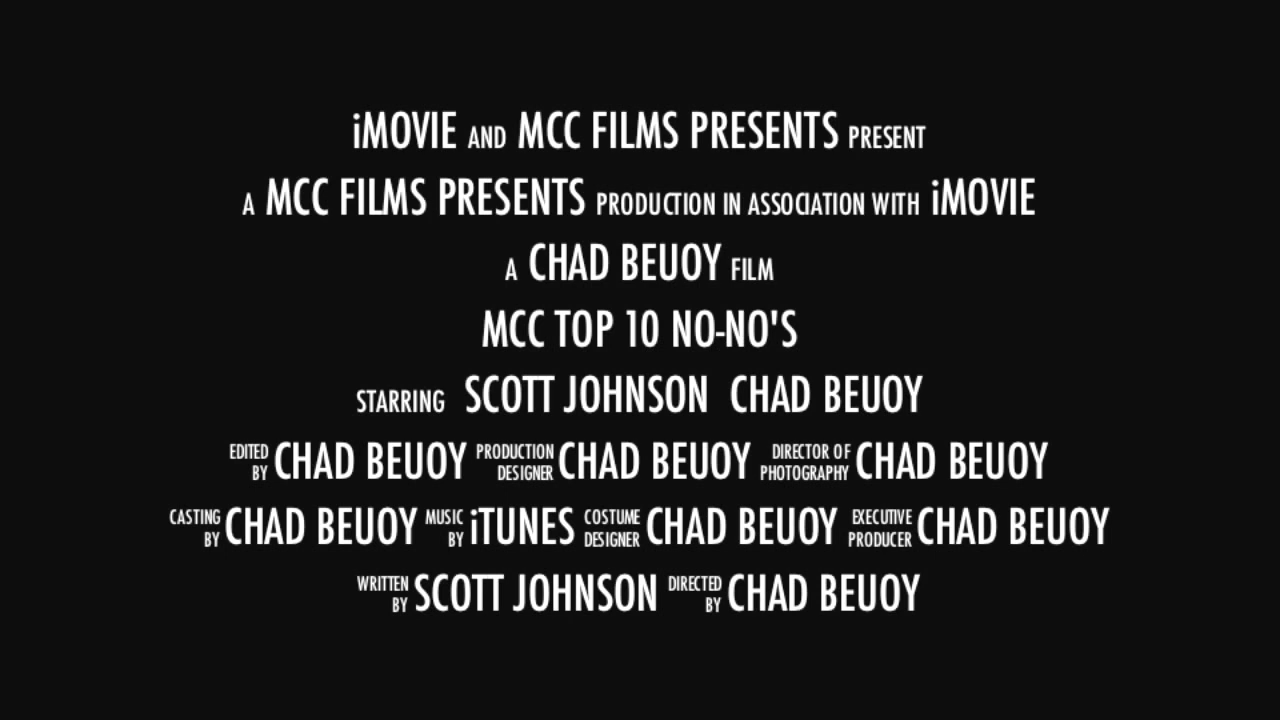 iMOVIE AND MCC FILMS PRESENTS PRESENT
A MCC FILMS PRESENTS PRODUCTION IN ASSOCIATION WITH iMOVIE
A CHAD BEUOY FILM
MCC TOP 10 NO-NO'S
STARRING SCOTT JOHNSON CHAD BEUOY
EDITED BY CHAD BEUOY PRODUCTION DESIGNER CHAD BEUOY DIRECTOR OF PHOTOGRAPHY CHAD BEUOY
CASTING BY CHAD BEUOY MUSIC BY iTUNES COSTUME DESIGNER CHAD BEUOY EXECUTIVE PRODUCER CHAD BEUOY
WRITTEN BY SCOTT JOHNSON DIRECTED BY CHAD BEUOY